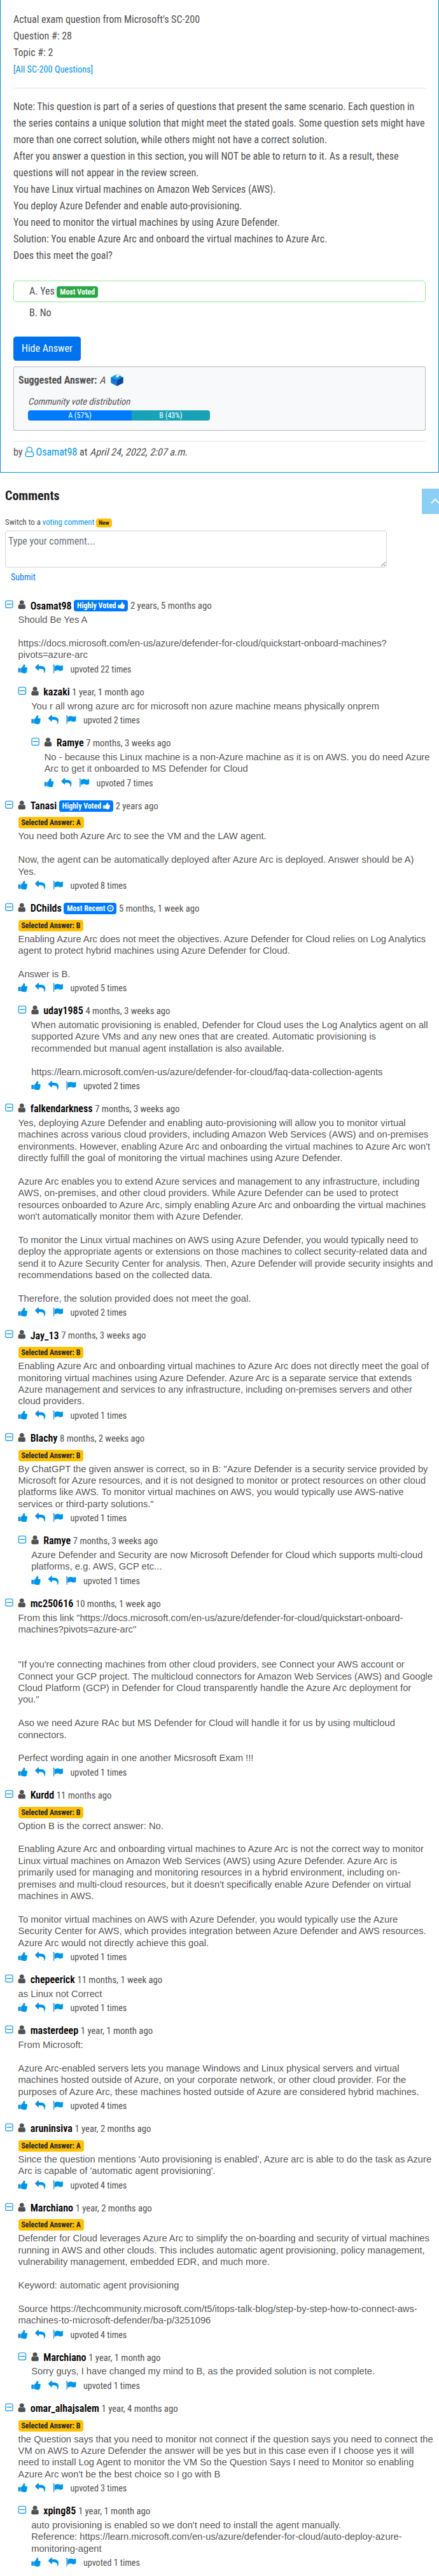 Actual exam question from Microsoft's SC-200
Question #: 28
Topic #: 2
[All SC-200 Questions]
Note: This question is part of a series of questions that present the same scenario. Each question in
the series contains a unique solution that might meet the stated goals. Some question sets might have
more than one correct solution, while others might not have a correct solution.
After you answer a question in this section, you will NOT be able to return to it. As a result, these
questions will not appear in the review screen.
You have Linux virtual machines on Amazon Web Services (AWS).
You deploy Azure Defender and enable auto-provisioning.
You need to monitor the virtual machines by using Azure Defender.
Solution: You enable Azure Arc and onboard the virtual machines to Azure Arc.
Does this meet the goal?
A. Yes Most Voted
B. No
Hide Answer
Suggested Answer: A
Community vote distribution
A (57%) B (43%)
by Osamat98 at April 24, 2022, 2:07 a.m.
Comments
Switch to a voting comment New
Type your comment...
Submit
Osamat98 Highly Voted 2 years, 5 months ago
Should Be Yes A
https://docs.microsoft.com/en-us/azure/defender-for-cloud/quickstart-onboard-machines?
pivots=azure-arc
upvoted 22 times
kazaki 1 year, 1 month ago
You r all wrong azure arc for microsoft non azure machine means physically onprem
upvoted 2 times
Ramye 7 months, 3 weeks ago
No - because this Linux machine is a non-Azure machine as it is on AWS. you do need Azure
Arc to get it onboarded to MS Defender for Cloud
upvoted 7 times
Tanasi Highly Voted 2 years ago
Selected Answer: A
You need both Azure Arc to see the VM and the LAW agent.
Now, the agent can be automatically deployed after Azure Arc is deployed. Answer should be A)
Yes.
upvoted 8 times
DChilds Most Recent 5 months, 1 week ago
Selected Answer: B
Enabling Azure Arc does not meet the objectives. Azure Defender for Cloud relies on Log Analytics
agent to protect hybrid machines using Azure Defender for Cloud.
Answer is B.
upvoted 5 times
uday1985 4 months, 3 weeks ago
When automatic provisioning is enabled, Defender for Cloud uses the Log Analytics agent on all
supported Azure VMs and any new ones that are created. Automatic provisioning is
recommended but manual agent installation is also available.
https://learn.microsoft.com/en-us/azure/defender-for-cloud/faq-data-collection-agents
upvoted 2 times
falkendarkness 7 months, 3 weeks ago
Yes, deploying Azure Defender and enabling auto-provisioning will allow you to monitor virtual
machines across various cloud providers, including Amazon Web Services (AWS) and on-premises
environments. However, enabling Azure Arc and onboarding the virtual machines to Azure Arc won't
directly fulfill the goal of monitoring the virtual machines using Azure Defender.
Azure Arc enables you to extend Azure services and management to any infrastructure, including
AWS, on-premises, and other cloud providers. While Azure Defender can be used to protect
resources onboarded to Azure Arc, simply enabling Azure Arc and onboarding the virtual machines
won't automatically monitor them with Azure Defender.
To monitor the Linux virtual machines on AWS using Azure Defender, you would typically need to
deploy the appropriate agents or extensions on those machines to collect security-related data and
send it to Azure Security Center for analysis. Then, Azure Defender will provide security insights and
recommendations based on the collected data.
Therefore, the solution provided does not meet the goal.
upvoted 2 times
Jay_13 7 months, 3 weeks ago
Selected Answer: B
Enabling Azure Arc and onboarding virtual machines to Azure Arc does not directly meet the goal of
monitoring virtual machines using Azure Defender. Azure Arc is a separate service that extends
Azure management and services to any infrastructure, including on-premises servers and other
cloud providers.
upvoted 1 times
Blachy 8 months, 2 weeks ago
Selected Answer: B
By ChatGPT the given answer is correct, so in B: "Azure Defender is a security service provided by
Microsoft for Azure resources, and it is not designed to monitor or protect resources on other cloud
platforms like AWS. To monitor virtual machines on AWS, you would typically use AWS-native
services or third-party solutions."
upvoted 1 times
Ramye 7 months, 3 weeks ago
Azure Defender and Security are now Microsoft Defender for Cloud which supports multi-cloud
platforms, e.g. AWS, GCP etc...
upvoted 1 times
mc250616 10 months, 1 week ago
From this link "https://docs.microsoft.com/en-us/azure/defender-for-cloud/quickstart-onboard-
machines?pivots=azure-arc"
"If you're connecting machines from other cloud providers, see Connect your AWS account or
Connect your GCP project. The multicloud connectors for Amazon Web Services (AWS) and Google
Cloud Platform (GCP) in Defender for Cloud transparently handle the Azure Arc deployment for
you."
Aso we need Azure RAc but MS Defender for Cloud will handle it for us by using multicloud
connectors.
Perfect wording again in one another Micsrosoft Exam !!!
upvoted 1 times
Kurdd 11 months ago
Selected Answer: B
Option B is the correct answer: No.
Enabling Azure Arc and onboarding virtual machines to Azure Arc is not the correct way to monitor
Linux virtual machines on Amazon Web Services (AWS) using Azure Defender. Azure Arc is
primarily used for managing and monitoring resources in a hybrid environment, including on-
premises and multi-cloud resources, but it doesn't specifically enable Azure Defender on virtual
machines in AWS.
To monitor virtual machines on AWS with Azure Defender, you would typically use the Azure
Security Center for AWS, which provides integration between Azure Defender and AWS resources.
Azure Arc would not directly achieve this goal.
upvoted 1 times
chepeerick 11 months, 1 week ago
as Linux not Correct
upvoted 1 times
masterdeep 1 year, 1 month ago
From Microsoft:
Azure Arc-enabled servers lets you manage Windows and Linux physical servers and virtual
machines hosted outside of Azure, on your corporate network, or other cloud provider. For the
purposes of Azure Arc, these machines hosted outside of Azure are considered hybrid machines.
upvoted 4 times
aruninsiva 1 year, 2 months ago
Selected Answer: A
Since the question mentions 'Auto provisioning is enabled', Azure arc is able to do the task as Azure
Arc is capable of 'automatic agent provisioning'.
upvoted 4 times
Marchiano 1 year, 2 months ago
Selected Answer: A
Defender for Cloud leverages Azure Arc to simplify the on-boarding and security of virtual machines
running in AWS and other clouds. This includes automatic agent provisioning, policy management,
vulnerability management, embedded EDR, and much more.
Keyword: automatic agent provisioning
Source https://techcommunity.microsoft.com/t5/itops-talk-blog/step-by-step-how-to-connect-aws-
machines-to-microsoft-defender/ba-p/3251096
upvoted 4 times
Marchiano 1 year, 1 month ago
Sorry guys, I have changed my mind to B, as the provided solution is not complete.
upvoted 1 times
omar_alhajsalem 1 year, 4 months ago
Selected Answer: B
the Question says that you need to monitor not connect if the question says you need to connect the
VM on AWS to Azure Defender the answer will be yes but in this case even if I choose yes it will
need to install Log Agent to monitor the VM So the Question Says I need to Monitor so enabling
Azure Arc won't be the best choice so I go with B
upvoted 3 times
xping85 1 year, 1 month ago
auto provisioning is enabled so we don't need to install the agent manually.
Reference: https://learn.microsoft.com/en-us/azure/defender-for-cloud/auto-deploy-azure-
monitoring-agent
upvoted 1 times